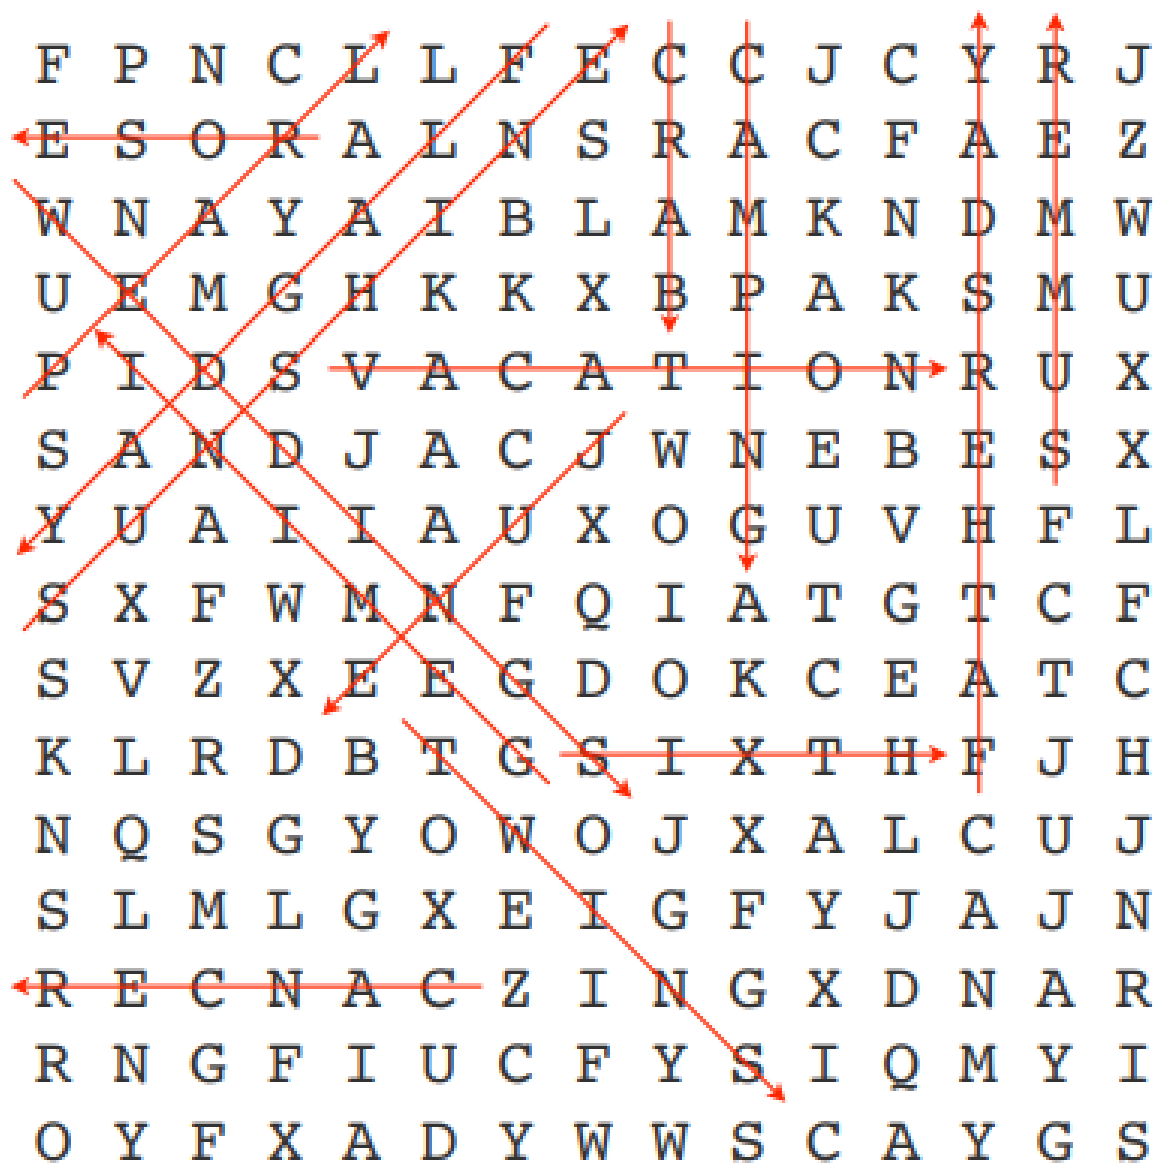 F P N C L L F E C C J C Y R J
E S O R A L N S R A C F A E Z
W N A Y A I B L A M K N D M W
U E M G H K K X B P A K S M U
P I D S V A C A T I O N R U X
S A N D J A C J W N E B E S X
Y U A I I A U X O G U V H F L
S X F W M N F Q I A T G T C F
S V Z X E E G D O K C E A T C
K L R D B T G S I X T H F J H
N Q S G Y O W O J X A L C U J
S L M L G X E I G F Y J A J N
R E C N A C Z I N G X D N A R
R N G F I U C F Y S I Q M Y I
O Y F X A D Y W W S C A Y G S